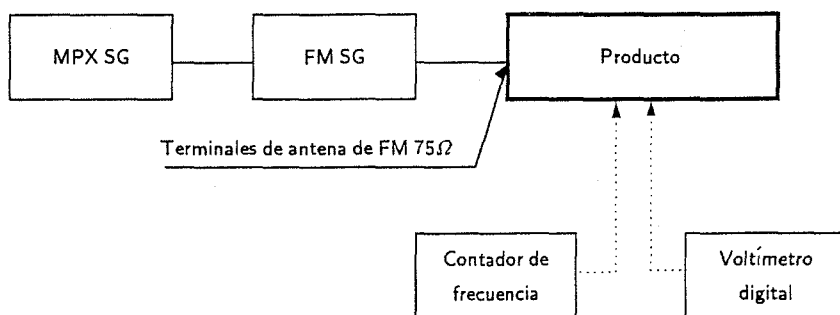 MPX SG
FM SG
Producto
Terminales de antena de FM 75Ω
Contador de
frecuencia
Voltímetro
digital